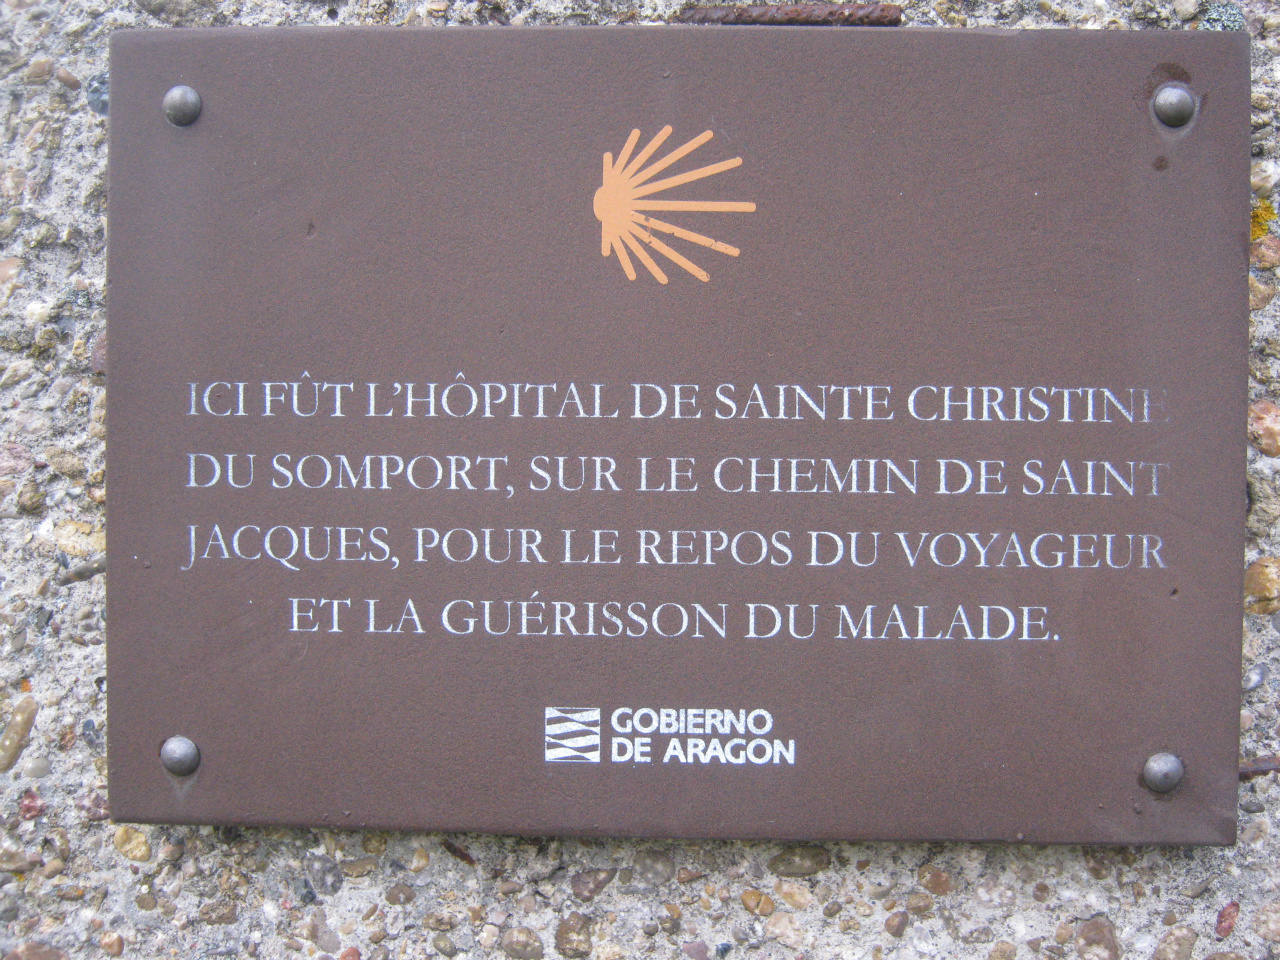 ICI FÛT L'HÔPITAL DE SAINTE CHRISTINE
DU SOMPORT, SUR LE CHEMIN DE SAINT
JACQUES, POUR LE REPOS DU VOYAGEUR
ET LA GUÉRISSON DU MALADE.
GOBIERNO
DE ARAGON